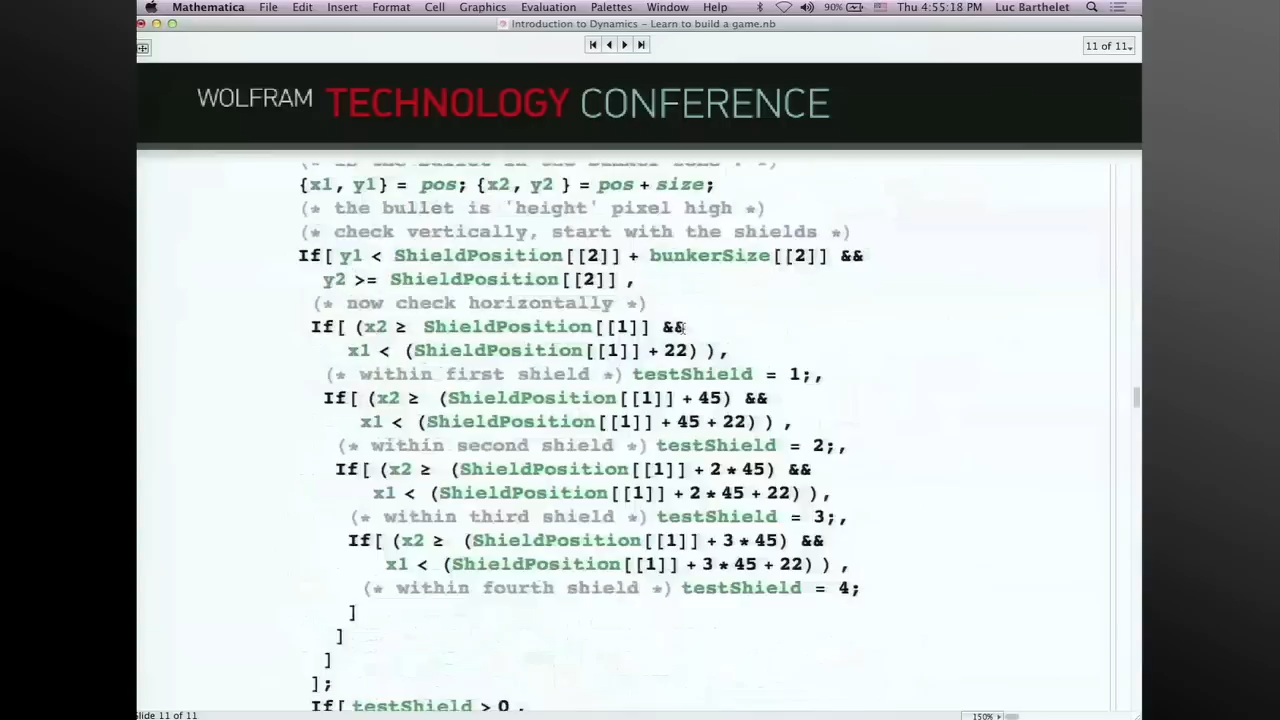 Mathematica File Edit Insert Format Cell Graphics Evaluation Palettes Window Help 90% Thu 4:55:18 PM Luc Barthelet
Introduction to Dynamics – Learn to build a game.nb
11 of 11
WOLFRAM TECHNOLOGY CONFERENCE
(* is the bullet in the bunker zone ? *)
{x1, y1} = pos; {x2, y2 } = pos + size;
(* the bullet is 'height' pixel high *)
(* check vertically, start with the shields *)
If[ y1 < ShieldPosition[[2]] + bunkerSize[[2]] &&
y2 >= ShieldPosition[[2]] ,
(* now check horizontally *)
If[ (x2 ≥ ShieldPosition[[1]] &&
x1 < (ShieldPosition[[1]] + 22) ),
(* within first shield *) testShield = 1;,
If[ (x2 ≥ (ShieldPosition[[1]] + 45) &&
x1 < (ShieldPosition[[1]] + 45 + 22) ) ,
(* within second shield *) testShield = 2;,
If[ (x2 ≥ (ShieldPosition[[1]] + 2 * 45) &&
x1 < (ShieldPosition[[1]] + 2 * 45 + 22) ),
(* within third shield *) testShield = 3;,
If[ (x2 ≥ (ShieldPosition[[1]] + 3 * 45) &&
x1 < (ShieldPosition[[1]] + 3 * 45 + 22) ) ,
(* within fourth shield *) testShield = 4;
]
]
]
];
If[ testShield > 0 ,
Slide 11 of 11 150%